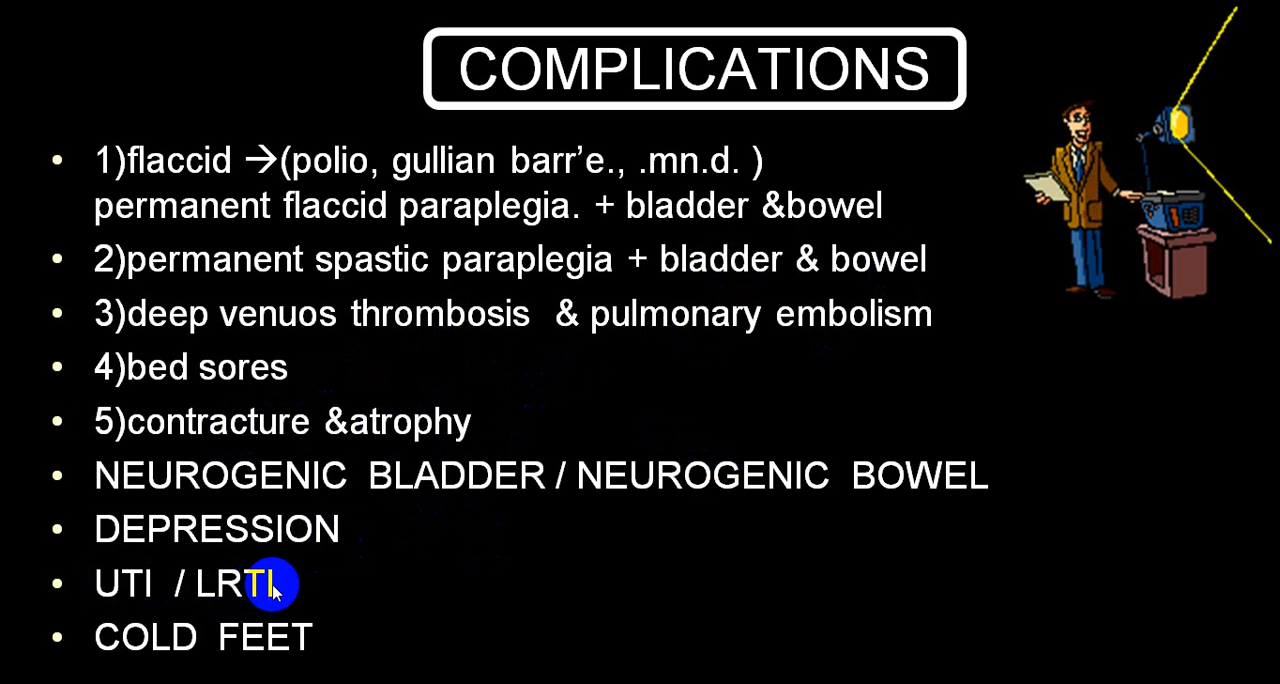 COMPLICATIONS
• 1)flaccid →(polio, gullian barr’e., .mn.d. )
permanent flaccid paraplegia. + bladder &bowel
• 2)permanent spastic paraplegia + bladder & bowel
• 3)deep venuos thrombosis & pulmonary embolism
• 4)bed sores
• 5)contracture &atrophy
• NEUROGENIC BLADDER / NEUROGENIC BOWEL
• DEPRESSION
• UTI / LRTI
• COLD FEET